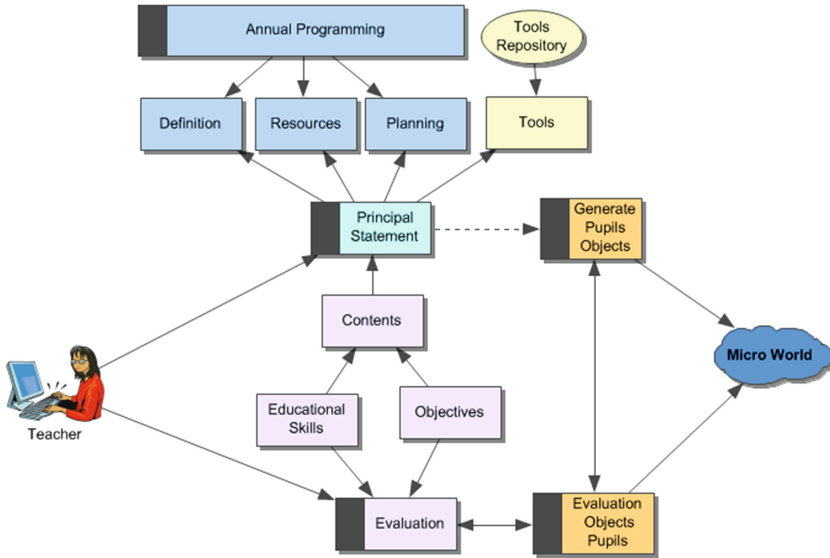 Annual Programming
Tools
Repository
Definition
Resources
Planning
Tools
Principal
Statement
Generate
Pupils
Objects
Contents
Micro World
Teacher
Educational
Skills
Objectives
Evaluation
Evaluation
Objects
Pupils